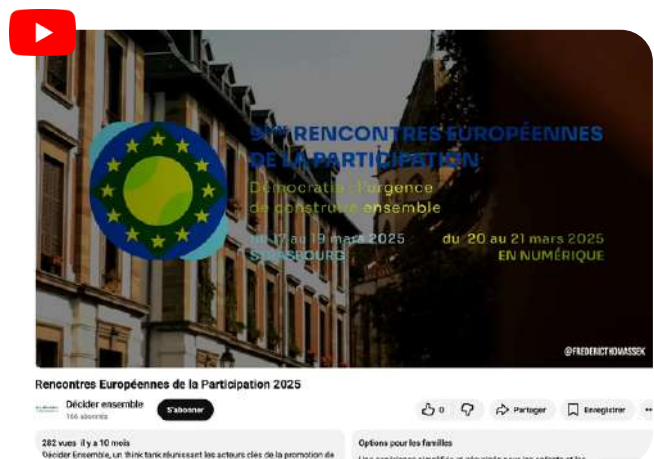 9èmes RENCONTRES EUROPÉENNES
DE LA PARTICIPATION
Démocratie : l'urgence
de construire ensemble
du 17 au 19 mars 2025
STRASBOURG
du 20 au 21 mars 2025
EN NUMÉRIQUE
@FREDERICTHOMASSEK
Rencontres Européennes de la Participation 2025
Décider ensemble
166 abonnés
S'abonner
0
Partager
Enregistrer
282 vues il y a 10 mois
Décider Ensemble, un think tank réunissant les acteurs clés de la promotion de
Options pour les familles